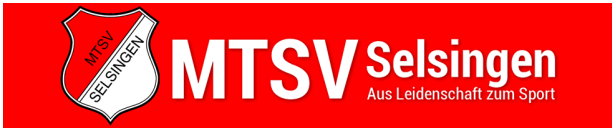 MTSV
SELSINGEN
MTSV
Selsingen
Aus Leidenschaft zum Sport